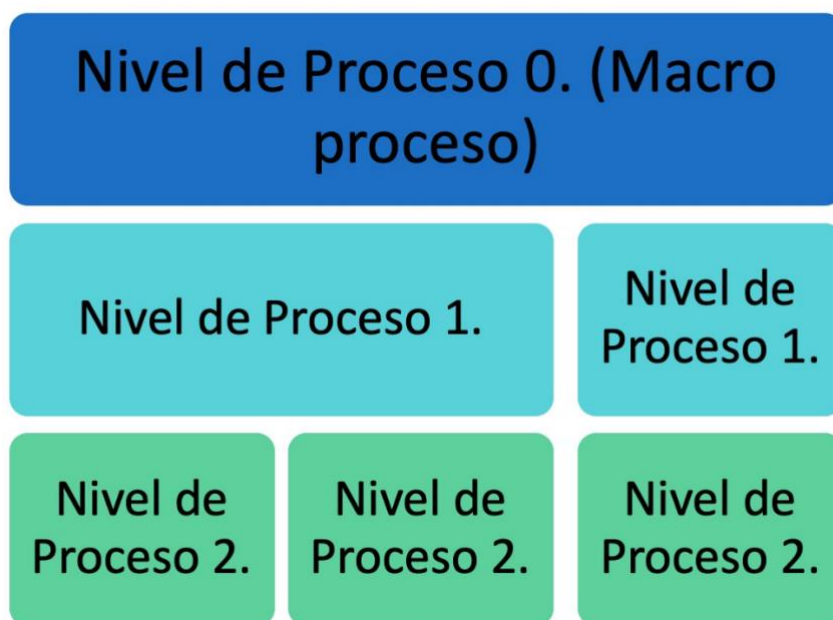 Nivel de Proceso 0. (Macro
proceso)
Nivel de Proceso 1.
Nivel de
Proceso 1.
Nivel de
Proceso 2.
Nivel de
Proceso 2.
Nivel de
Proceso 2.